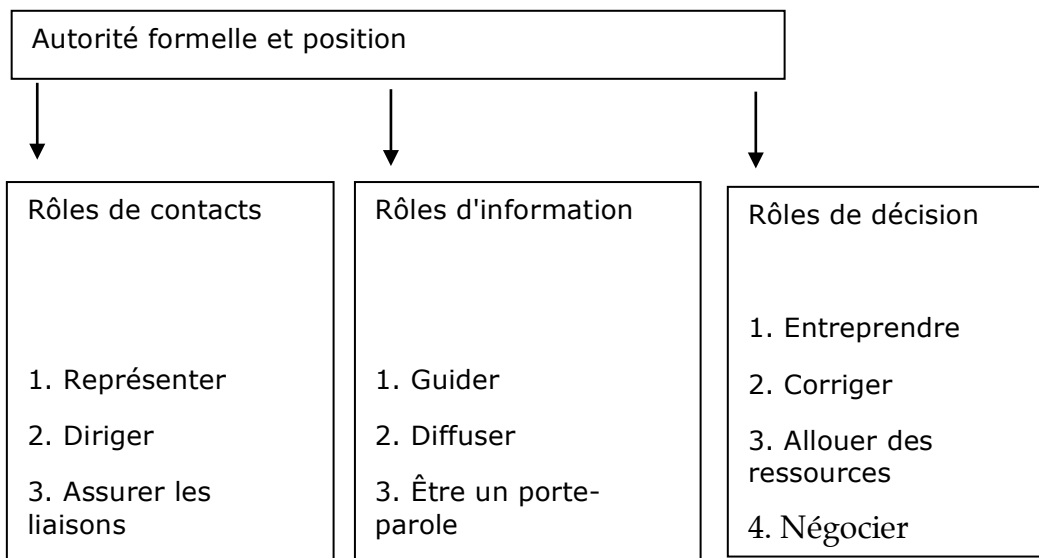 Autorité formelle et position
Rôles de contacts
1. Représenter
2. Diriger
3. Assurer les
liaisons
Rôles d'information
1. Guider
2. Diffuser
3. Être un porte-
parole
Rôles de décision
1. Entreprendre
2. Corriger
3. Allouer des
ressources
4. Négocier